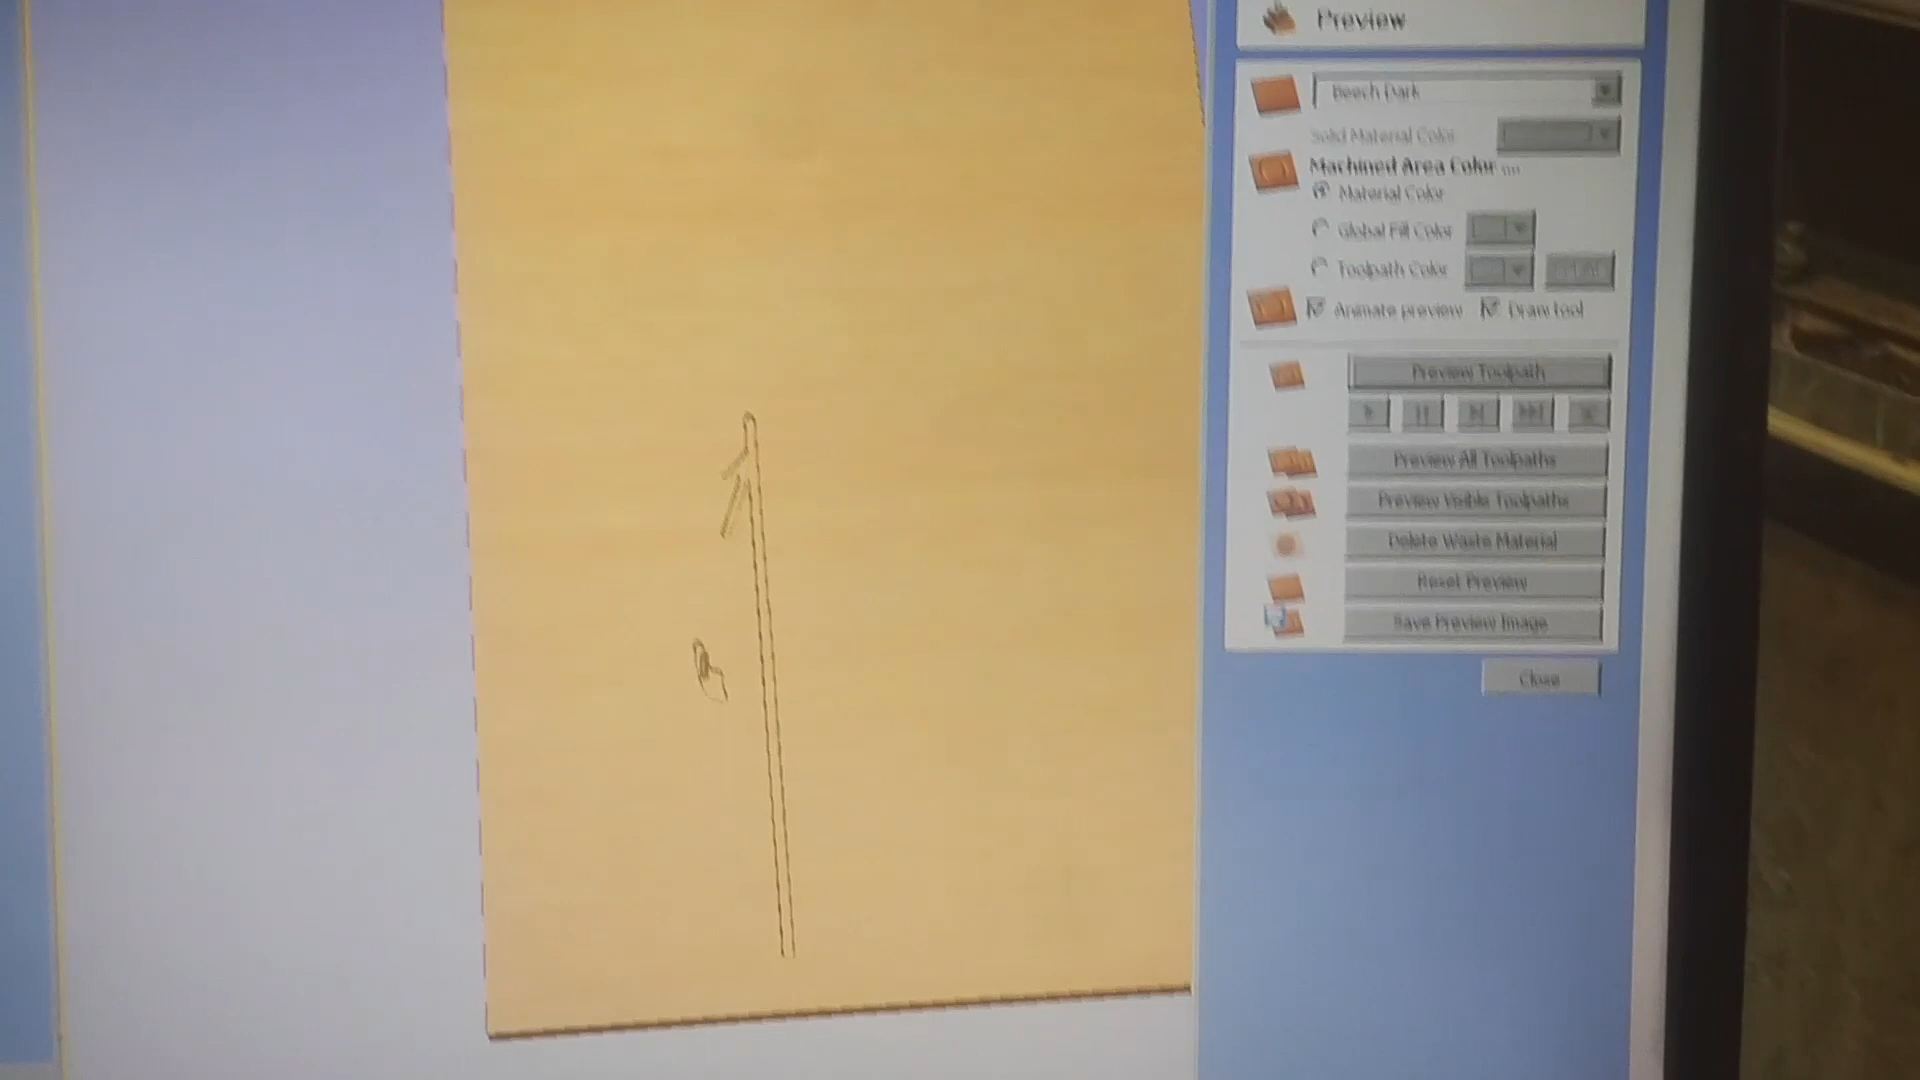 Preview
Beech Dark
Solid Material Color
Machined Area Color
Material Color
Global Fill Color
Toolpath Color
Animate preview Draw tool
Preview Toolpath
Preview All Toolpaths
Preview Visible Toolpaths
Delete Waste Material
Reset Preview
Save Preview Image
Close